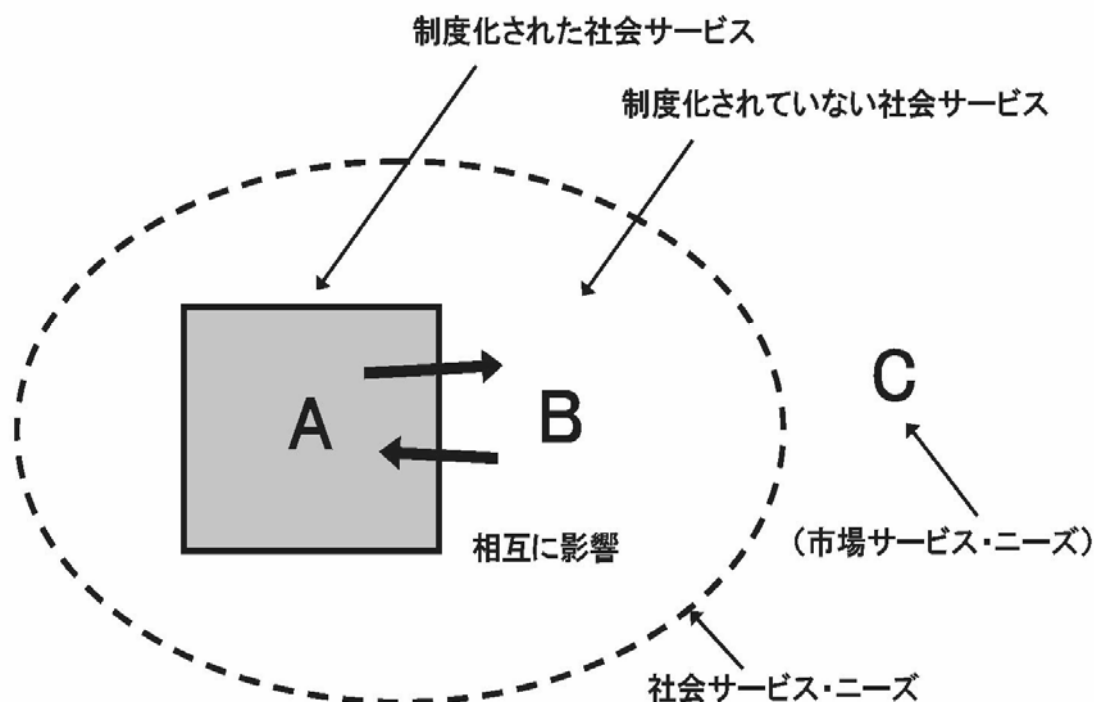 制度化された社会サービス
制度化されていない社会サービス
C
A
B
相互に影響
（市場サービス・ニーズ）
社会サービス・ニーズ